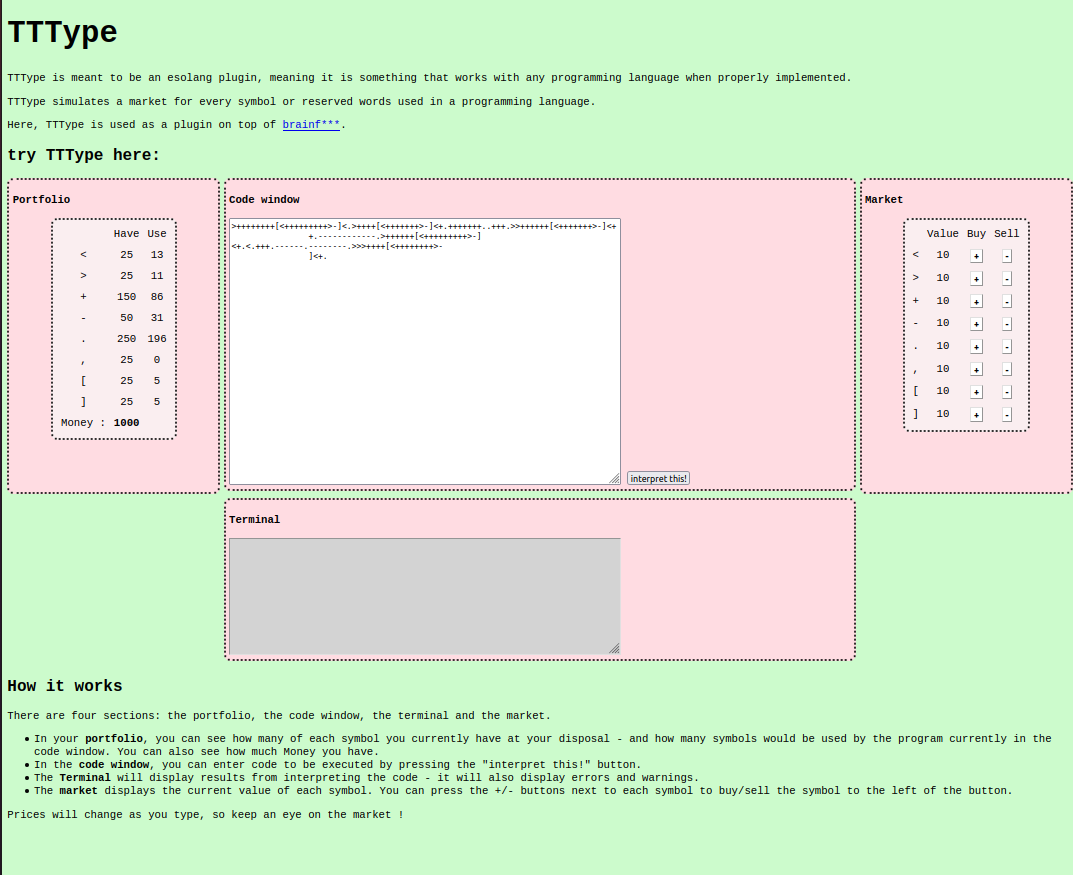 TTType
TTType is meant to be an esolang plugin, meaning it is something that works with any programming language when properly implemented.
TTType simulates a market for every symbol or reserved words used in a programming language.
Here, TTType is used as a plugin on top of brainf***.
try TTType here:
Portfolio
Have Use
< 25 13
> 25 11
+ 150 86
- 50 31
. 250 196
, 25 0
[ 25 5
] 25 5
Money : 1000
Code window
>++++++++[<+++++++++>-]<.>++++[<+++++++>-]<+.+++++++..+++.>>++++++[<+++++++>-]<+
+.------------.>++++++[<+++++++++>-]
<+.<.+++.------.--------.>>>++++[<++++++++>-
]<+.
interpret this!
Market
Value Buy Sell
< 10 + -
> 10 + -
+ 10 + -
- 10 + -
. 10 + -
, 10 + -
[ 10 + -
] 10 + -
Terminal
How it works
There are four sections: the portfolio, the code window, the terminal and the market.
• In your portfolio, you can see how many of each symbol you currently have at your disposal - and how many symbols would be used by the program currently in the
code window. You can also see how much Money you have.
• In the code window, you can enter code to be executed by pressing the "interpret this!" button.
• The Terminal will display results from interpreting the code - it will also display errors and warnings.
• The market displays the current value of each symbol. You can press the +/- buttons next to each symbol to buy/sell the symbol to the left of the button.
Prices will change as you type, so keep an eye on the market !